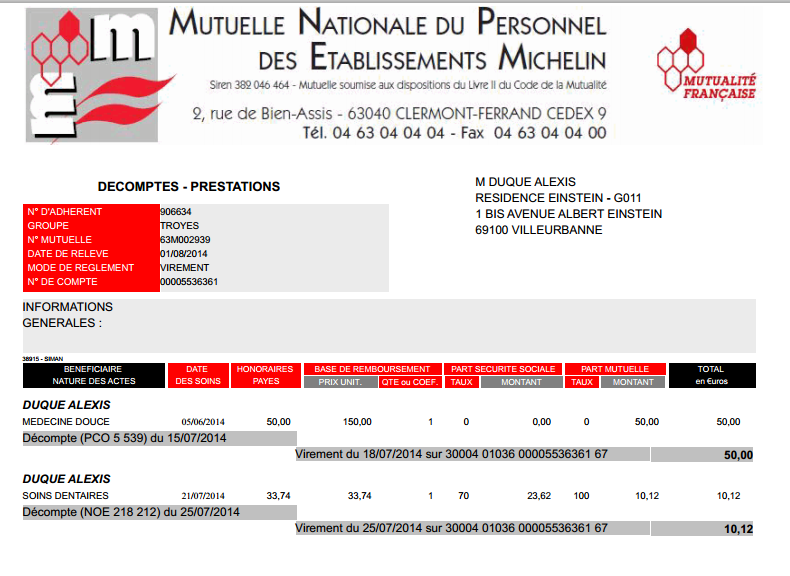 MUTUELLE NATIONALE DU PERSONNEL
DES ETABLISSEMENTS MICHELIN
Siren 382 046 464 - Mutuelle soumise aux dispositions du Livre II du Code de la Mutualité
2, rue de Bien-Assis - 63040 CLERMONT-FERRAND CEDEX 9
Tél. 04 63 04 04 04 - Fax 04 63 04 04 00
MUTUALITÉ
FRANÇAISE
DECOMPTES - PRESTATIONS
M DUQUE ALEXIS
RESIDENCE EINSTEIN - G011
1 BIS AVENUE ALBERT EINSTEIN
69100 VILLEURBANNE
N° D'ADHERENT 906634
GROUPE TROYES
N° MUTUELLE 63M002939
DATE DE RELEVE 01/08/2014
MODE DE REGLEMENT VIREMENT
N° DE COMPTE 00005536361
INFORMATIONS
GENERALES :
38915 - SIMAN
BENEFICIAIRE DATE HONORAIRES BASE DE REMBOURSEMENT PART SECURITE SOCIALE PART MUTUELLE TOTAL
NATURE DES ACTES DES SOINS PAYES PRIX UNIT. QTE ou COEF. TAUX MONTANT TAUX MONTANT en €uros
DUQUE ALEXIS
MEDECINE DOUCE 05/06/2014 50,00 150,00 1 0 0,00 0 50,00 50,00
Décompte (PCO 5 539) du 15/07/2014
Virement du 18/07/2014 sur 30004 01036 00005536361 67 50,00
DUQUE ALEXIS
SOINS DENTAIRES 21/07/2014 33,74 33,74 1 70 23,62 100 10,12 10,12
Décompte (NOE 218 212) du 25/07/2014
Virement du 25/07/2014 sur 30004 01036 00005536361 67 10,12